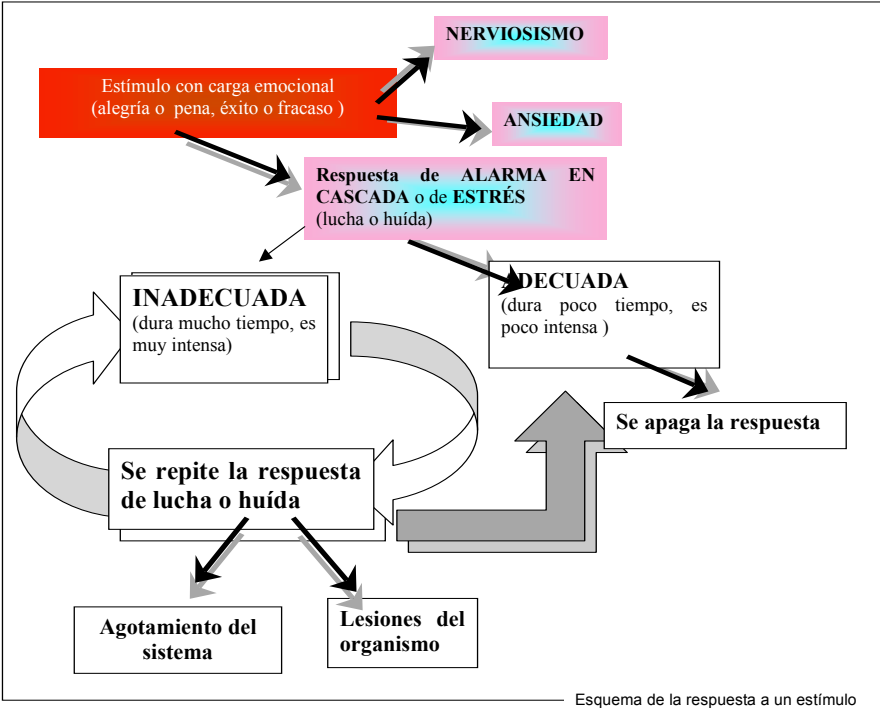 NERVIOSISMO
Estímulo con carga emocional
(alegría o pena, éxito o fracaso )
ANSIEDAD
Respuesta de ALARMA EN
CASCADA o de ESTRÉS
(lucha o huída)
INADECUADA
(dura mucho tiempo, es
muy intensa)
ADECUADA
(dura poco tiempo, es
poco intensa )
Se apaga la respuesta
Se repite la respuesta
de lucha o huída
Agotamiento del
sistema
Lesiones del
organismo
Esquema de la respuesta a un estímulo